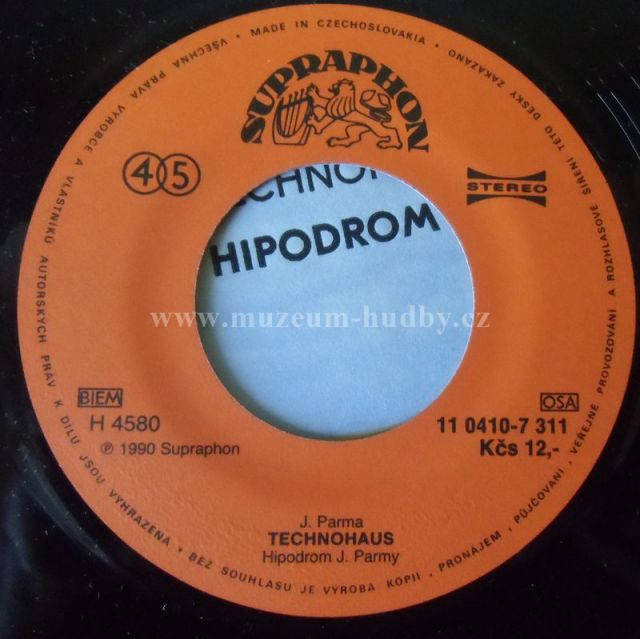 VŠECHNA PRÁVA VÝROBCE A VLASTNÍKŮ AUTORSKÝCH PRÁV K DÍLU JSOU VYHRAZENA • BEZ SOUHLASU JE VÝROBA KOPIÍ, PRONÁJEM, PŮJČOVÁNÍ, VEŘEJNÉ PROVOZOVÁNÍ A ROZHLASOVÉ ŠÍŘENÍ TÉTO DESKY ZAKÁZÁNO • MADE IN CZECHOSLOVAKIA •
SUPRAPHON
45
STEREO
HIPODROM
www.muzeum-hudby.cz
BIEM
OSA
H 4580
11 0410-7 311
℗ 1990 Supraphon
Kčs 12,-
J. Parma
TECHNOHAUS
Hipodrom J. Parmy